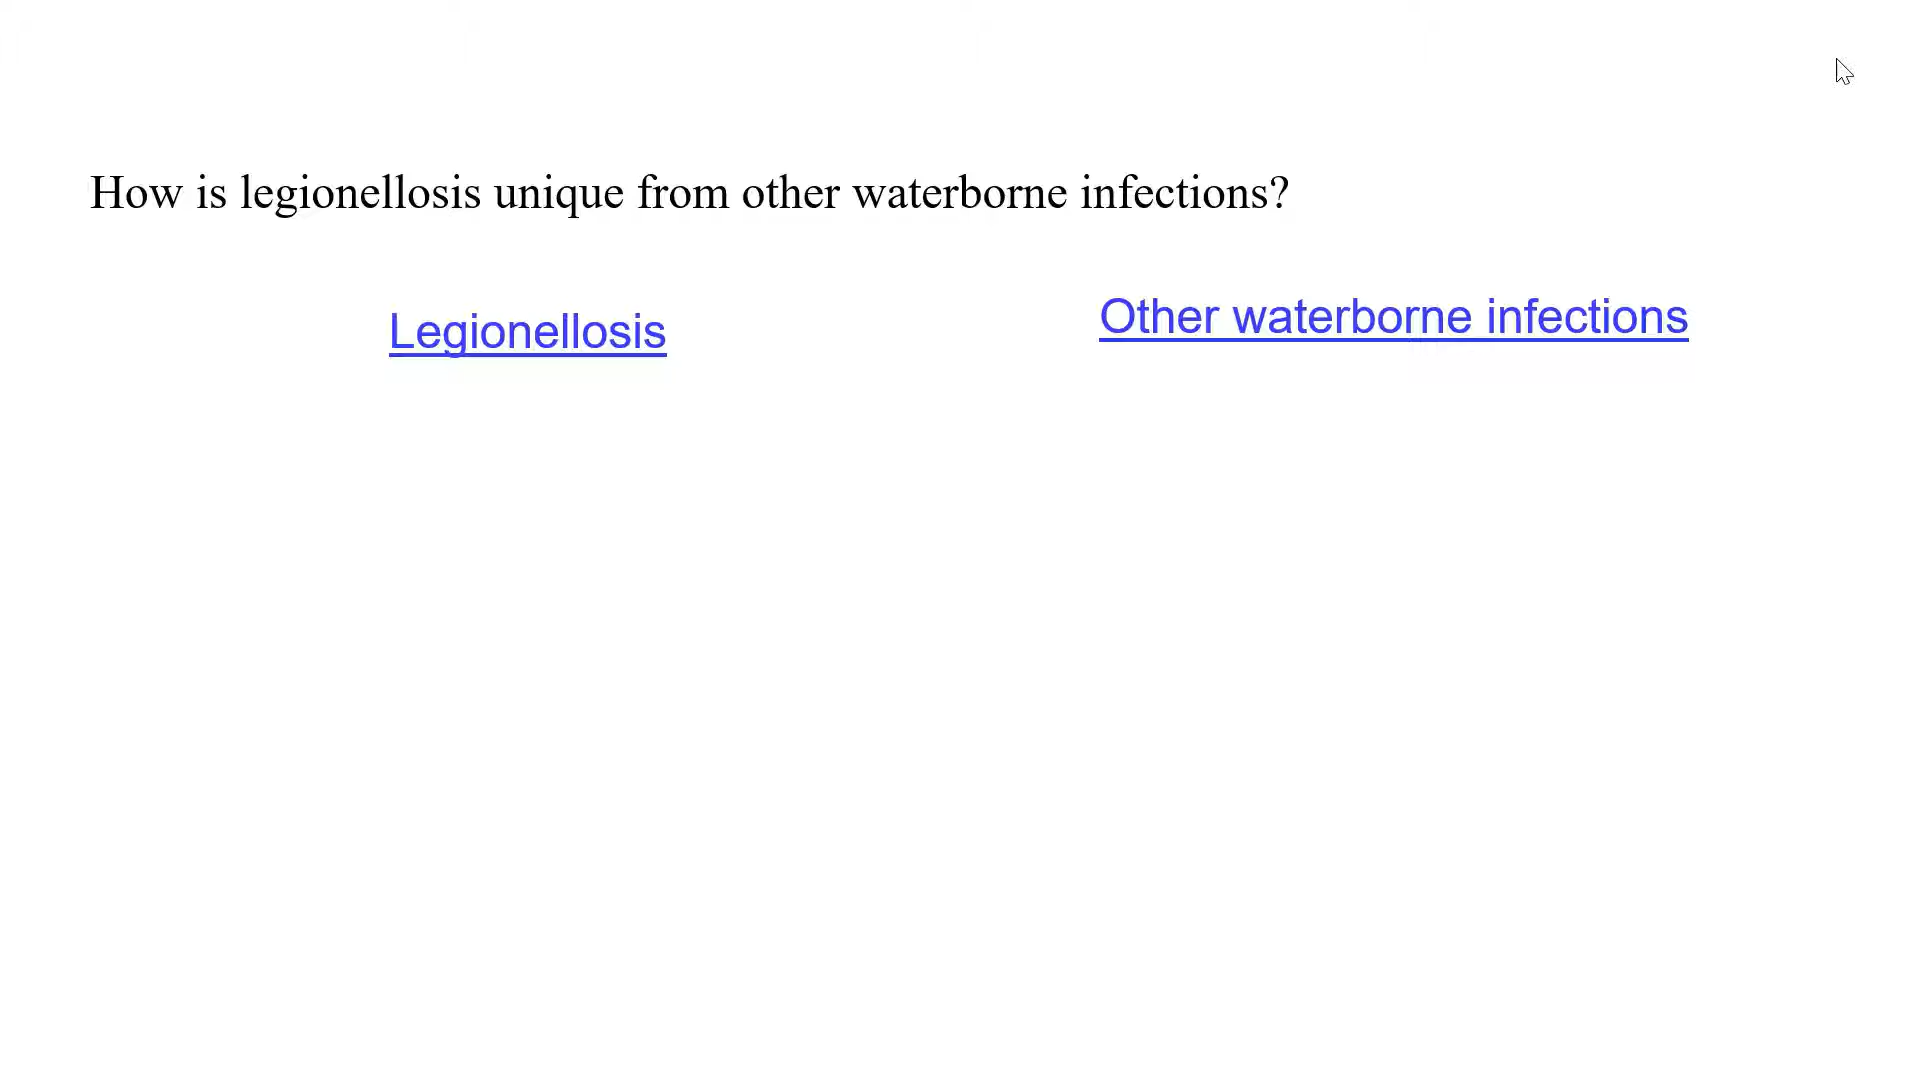 How is legionellosis unique from other waterborne infections?
Legionellosis
Other waterborne infections